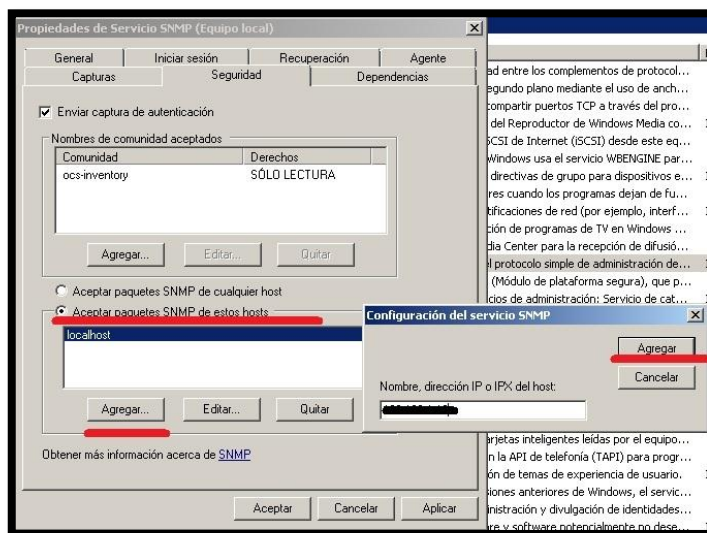 Propiedades de Servicio SNMP (Equipo local)
General
Iniciar sesión
Recuperación
Agente
Capturas
Seguridad
Dependencias
Enviar captura de autenticación
Nombres de comunidad aceptados
Comunidad
Derechos
ocs-inventory
SÓLO LECTURA
Agregar...
Editar...
Quitar
Aceptar paquetes SNMP de cualquier host
Aceptar paquetes SNMP de estos hosts
localhost
Agregar...
Editar...
Quitar
Obtener más información acerca de SNMP
Aceptar
Cancelar
Aplicar
Configuración del servicio SNMP
Agregar
Cancelar
Nombre, dirección IP o IPX del host:
ad entre los complementos de protocol...
egundo plano mediante el uso de anch...
compartir puertos TCP a través del pro...
del Reproductor de Windows Media co...
SCSI de Internet (iSCSI) desde este eq...
Windows usa el servicio WBENGINE par...
directivas de grupo para dispositivos e...
res cuando los programas dejan de fu...
tificaciones de red (por ejemplo, interf...
ción de programas de TV en Windows ...
dia Center para la recepción de difusió...
el protocolo simple de administración de...
(Módulo de plataforma segura), que p...
cios de administración: Servicio de cat...
arjetas inteligentes leídas por el equipo...
n la API de telefonía (TAPI) para progr...
ón de temas de experiencia de usuario.
siones anteriores de Windows, el servic...
inistración y divulgación de identidades...
re y software potencialmente no dese...